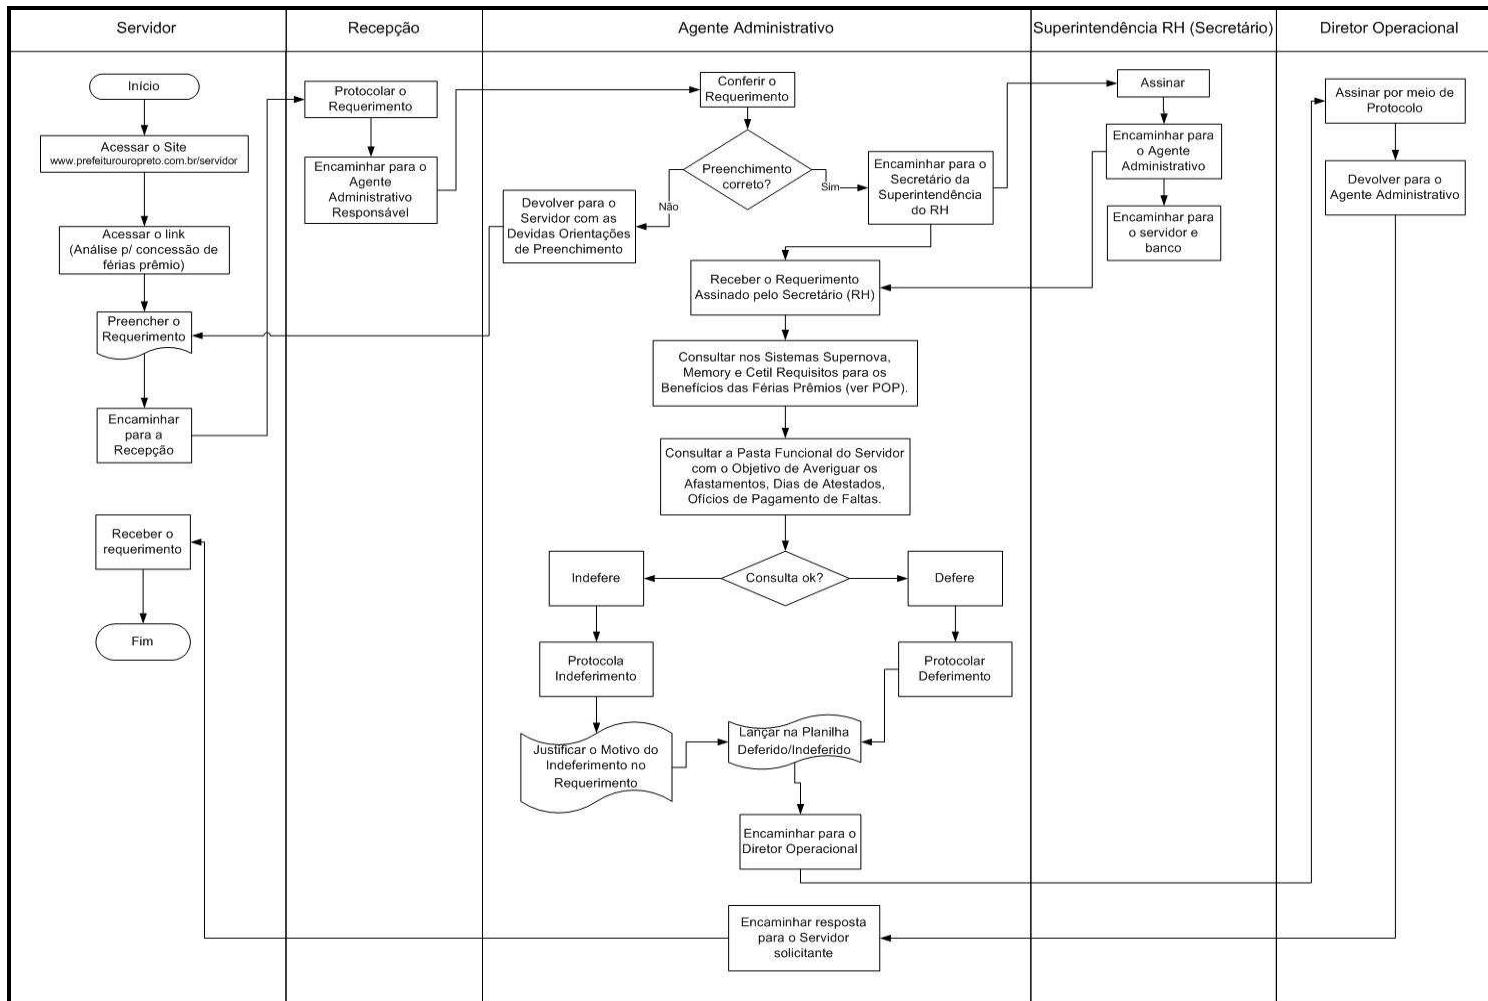 Servidor
Recepção
Agente Administrativo
Superintendência RH (Secretário)
Diretor Operacional
Início
Acessar o Site
www.prefeiturouropreto.com.br/servidor
Acessar o link
(Análise p/ concessão de
férias prêmio)
Preencher o
Requerimento
Encaminhar
para a
Recepção
Receber o
requerimento
Fim
Protocolar o
Requerimento
Encaminhar para o
Agente
Administrativo
Responsável
Conferir o
Requerimento
Preenchimento
correto?
Não
Sim
Devolver para o
Servidor com as
Devidas Orientações
de Preenchimento
Encaminhar para o
Secretário da
Superintendência
do RH
Receber o Requerimento
Assinado pelo Secretário (RH)
Consultar nos Sistemas Supernova,
Memory e Cetil Requisitos para os
Benefícios das Férias Prêmios (ver POP).
Consultar a Pasta Funcional do Servidor
com o Objetivo de Averiguar os
Afastamentos, Dias de Atestados,
Ofícios de Pagamento de Faltas.
Consulta ok?
Indefere
Defere
Protocola
Indeferimento
Protocolar
Deferimento
Justificar o Motivo do
Indeferimento no
Requerimento
Lançar na Planilha
Deferido/Indeferido
Encaminhar para o
Diretor Operacional
Encaminhar resposta
para o Servidor
solicitante
Assinar
Encaminhar para
o Agente
Administrativo
Encaminhar para
o servidor e
banco
Assinar por meio de
Protocolo
Devolver para o
Agente Administrativo